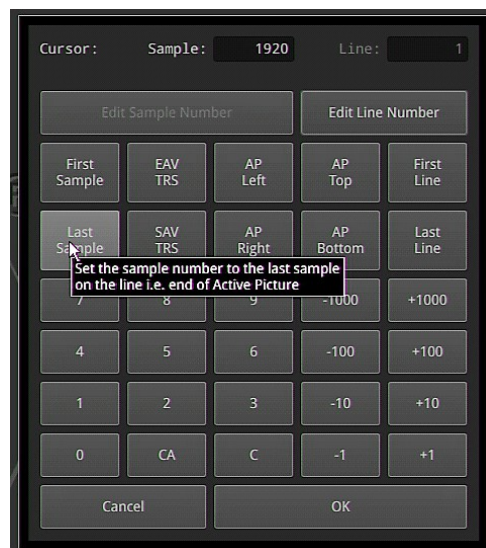 Cursor: Sample: 1920 Line: 1
Edit Sample Number Edit Line Number
First Sample EAV TRS AP Left AP Top First Line
Last Sample SAV TRS AP Right AP Bottom Last Line
Set the sample number to the last sample
on the line i.e. end of Active Picture
7 8 9 -1000 +1000
4 5 6 -100 +100
1 2 3 -10 +10
0 CA C -1 +1
Cancel OK